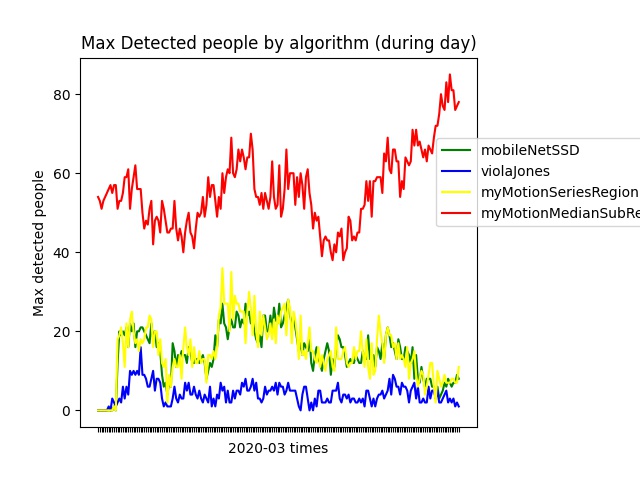 Max Detected people by algorithm (during day)
Max detected people
80
60
40
20
0
mobileNetSSD
violaJones
myMotionSeriesRegion
myMotionMedianSubRe
2020-03 times